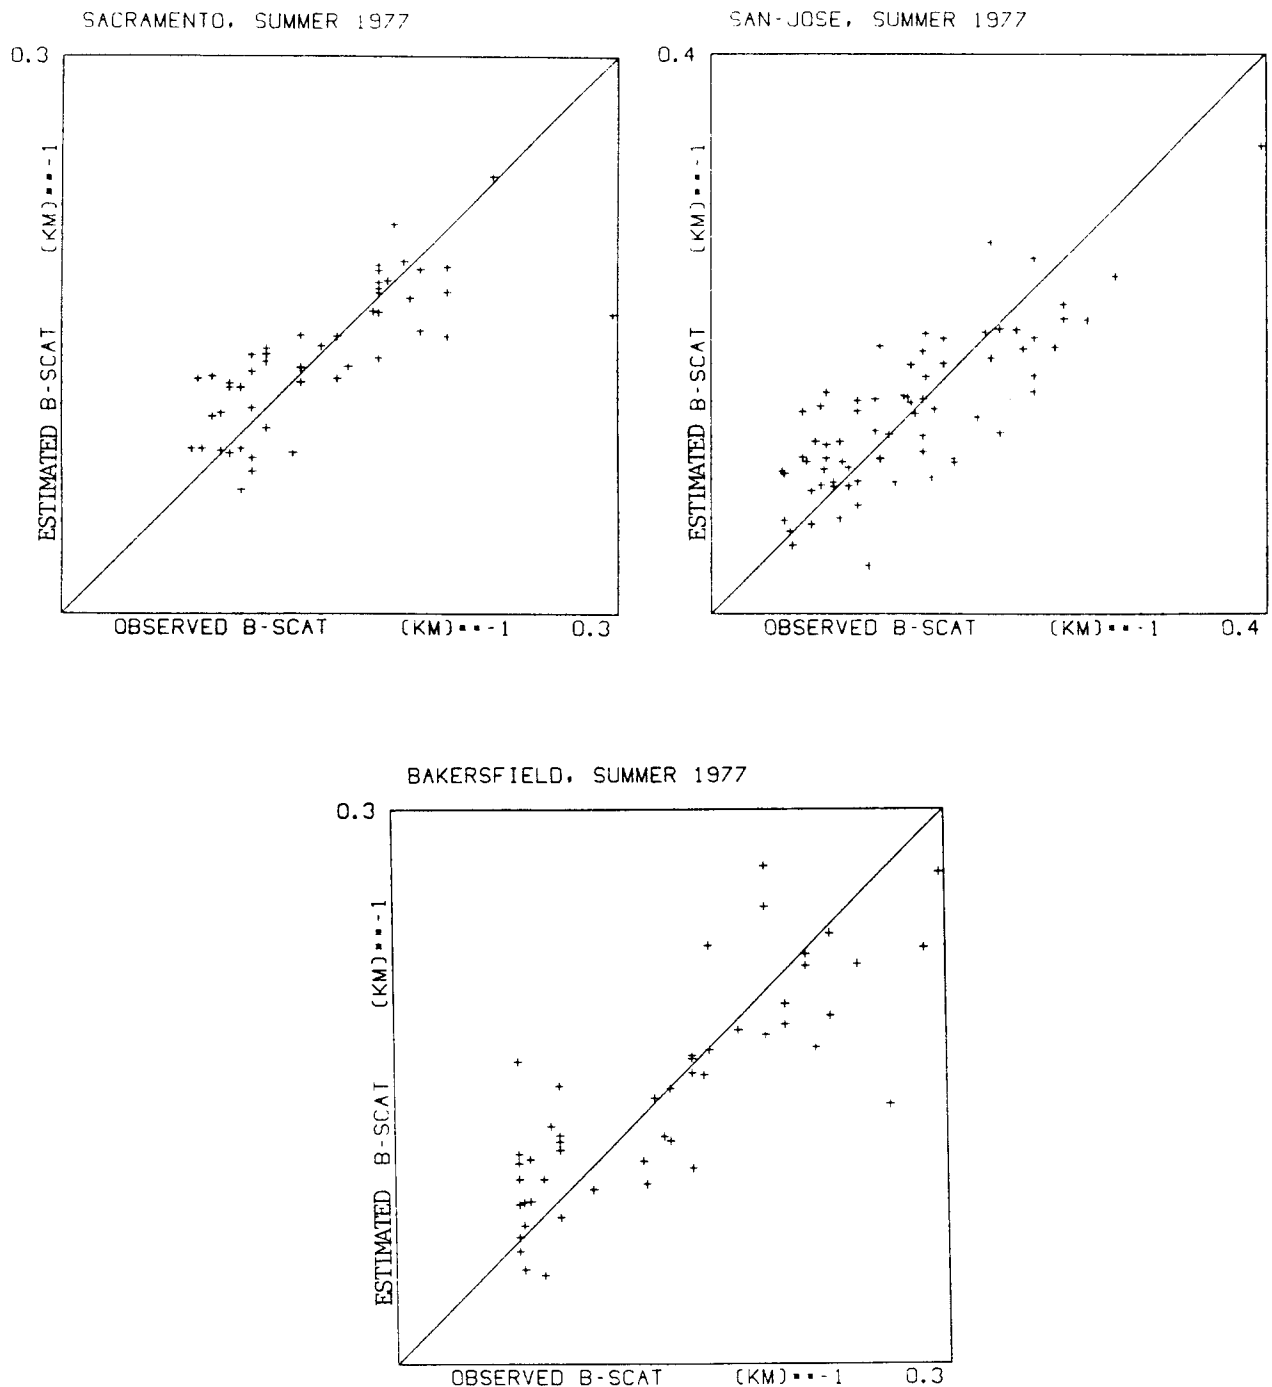 SACRAMENTO, SUMMER 1977
0.3
ESTIMATED B-SCAT (KM)**-1
OBSERVED B-SCAT (KM)**-1 0.3
SAN-JOSE, SUMMER 1977
0.4
ESTIMATED B-SCAT (KM)**-1
OBSERVED B-SCAT (KM)**-1 0.4
BAKERSFIELD, SUMMER 1977
0.3
ESTIMATED B-SCAT (KM)**-1
OBSERVED B-SCAT (KM)**-1 0.3